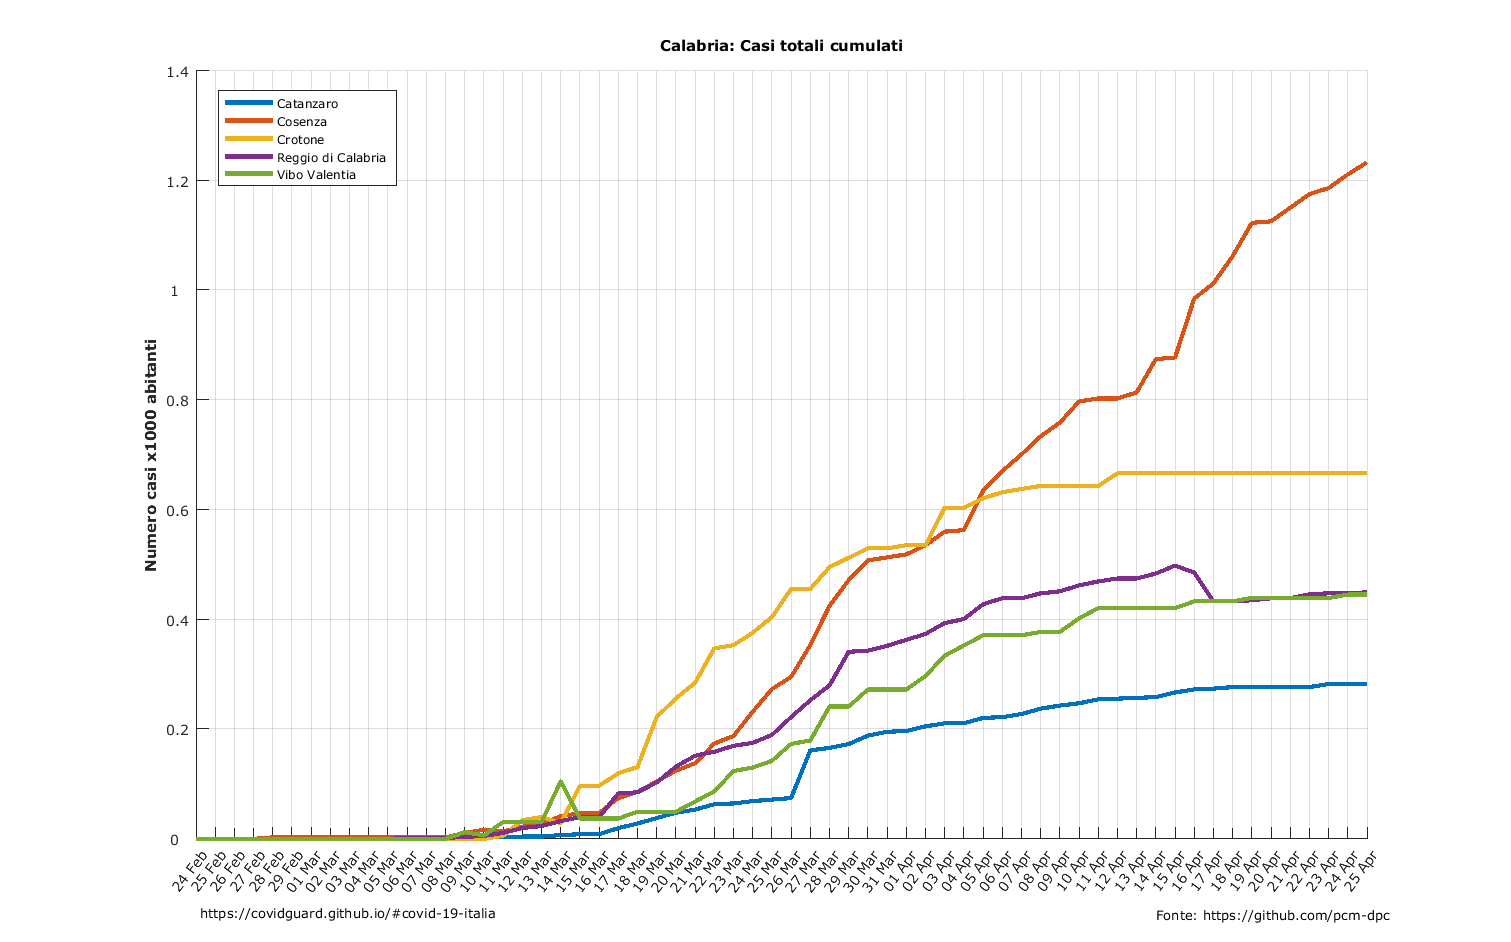 Calabria: Casi totali cumulati
1.4
1.2
1
0.8
0.6
0.4
0.2
0
Numero casi x1000 abitanti
Catanzaro
Cosenza
Crotone
Reggio di Calabria
Vibo Valentia
24 Feb
25 Feb
26 Feb
27 Feb
28 Feb
29 Feb
01 Mar
02 Mar
03 Mar
04 Mar
05 Mar
06 Mar
07 Mar
08 Mar
09 Mar
10 Mar
11 Mar
12 Mar
13 Mar
14 Mar
15 Mar
16 Mar
17 Mar
18 Mar
19 Mar
20 Mar
21 Mar
22 Mar
23 Mar
24 Mar
25 Mar
26 Mar
27 Mar
28 Mar
29 Mar
30 Mar
31 Mar
01 Apr
02 Apr
03 Apr
04 Apr
05 Apr
06 Apr
07 Apr
08 Apr
09 Apr
10 Apr
11 Apr
12 Apr
13 Apr
14 Apr
15 Apr
16 Apr
17 Apr
18 Apr
19 Apr
20 Apr
21 Apr
22 Apr
23 Apr
24 Apr
25 Apr
https://covidguard.github.io/#covid-19-italia
Fonte: https://github.com/pcm-dpc